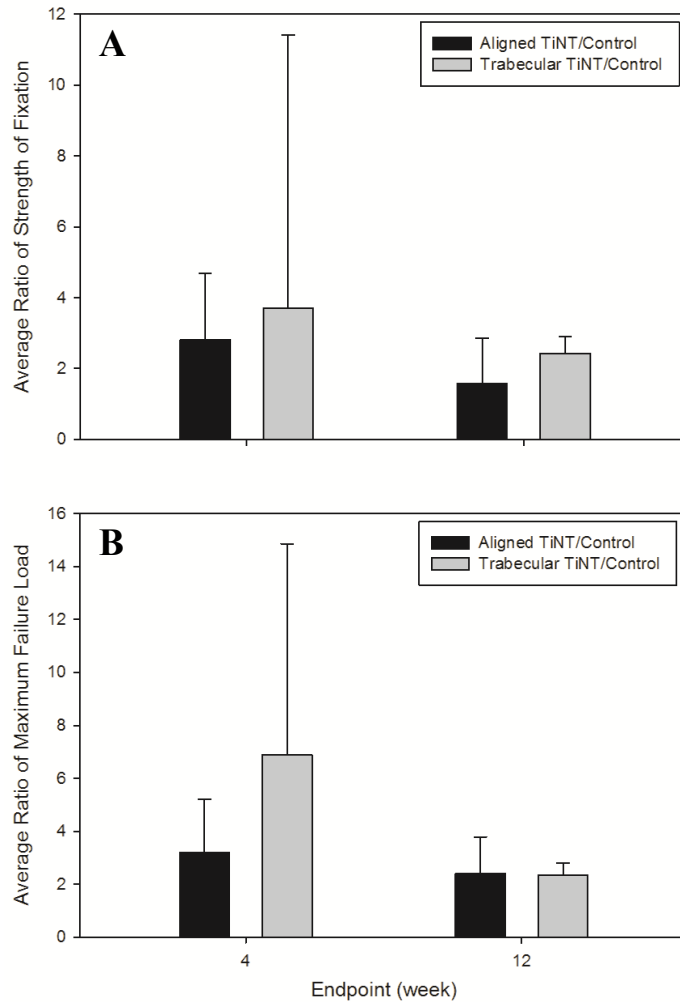 A
Aligned TiNT/Control
Trabecular TiNT/Control
Average Ratio of Strength of Fixation
12
10
8
6
4
2
0
B
Aligned TiNT/Control
Trabecular TiNT/Control
Average Ratio of Maximum Failure Load
16
14
12
10
8
6
4
2
0
4
12
Endpoint (week)